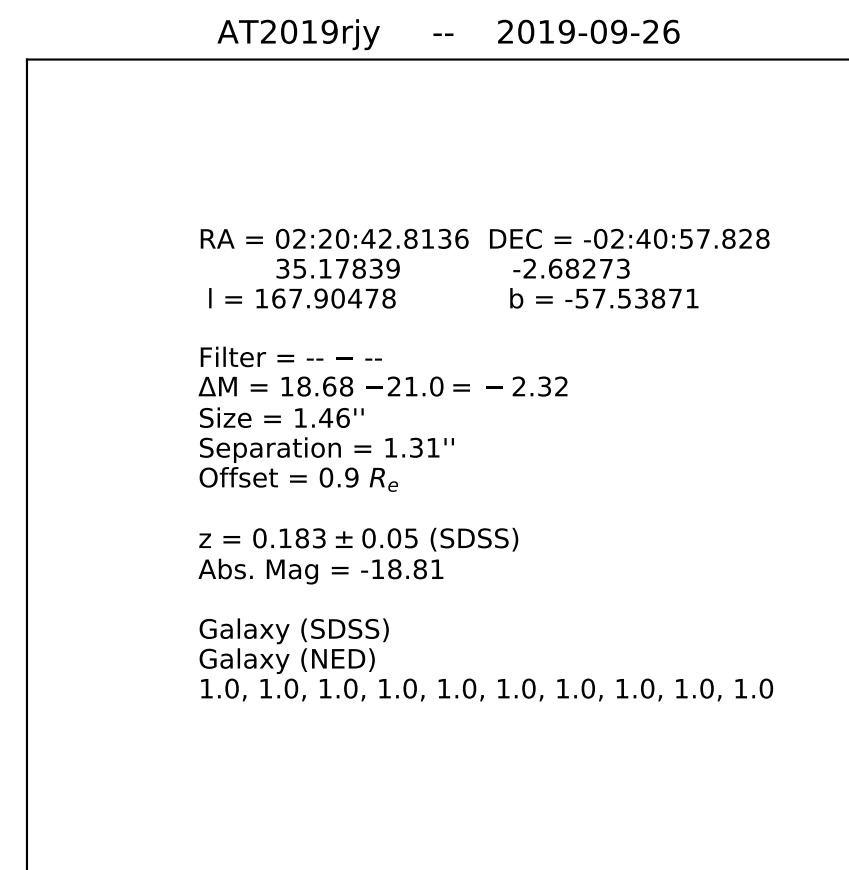 AT2019rjy -- 2019-09-26
RA = 02:20:42.8136 DEC = -02:40:57.828
35.17839 -2.68273
l = 167.90478 b = -57.53871
Filter = -- − --
ΔM = 18.68 −21.0 = − 2.32
Size = 1.46''
Separation = 1.31''
Offset = 0.9 Rₑ
z = 0.183 ± 0.05 (SDSS)
Abs. Mag = -18.81
Galaxy (SDSS)
Galaxy (NED)
1.0, 1.0, 1.0, 1.0, 1.0, 1.0, 1.0, 1.0, 1.0, 1.0